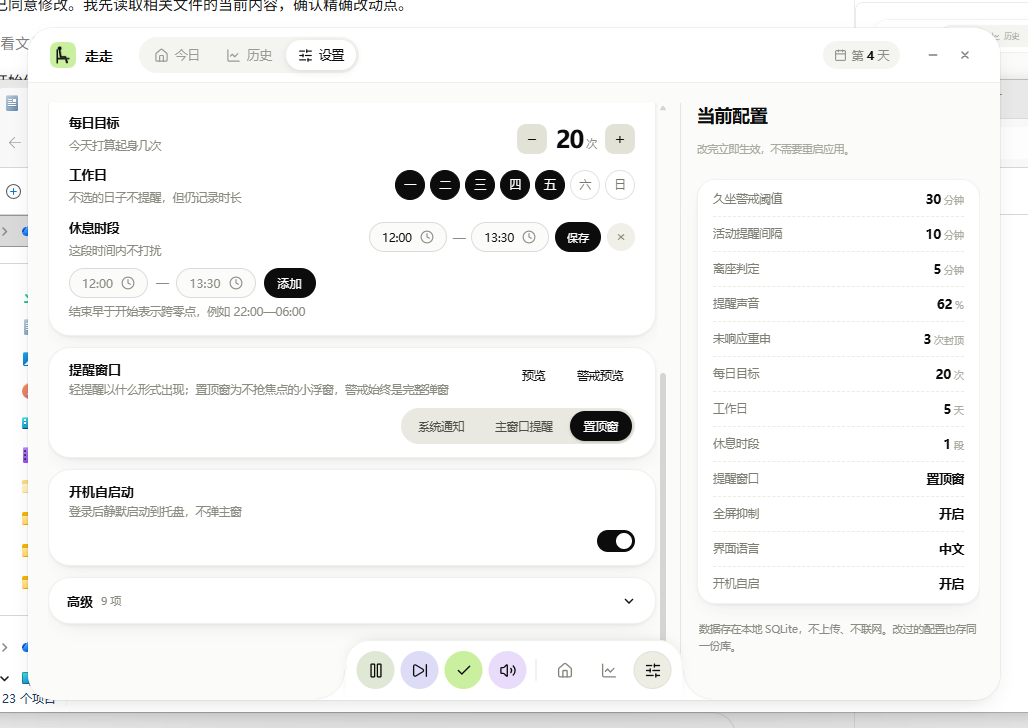 已同意修改。我先读取相关文件的当前内容，确认精确改动点。
看文
走走
今日
历史
设置
第 4 天
历史
每日目标
今天打算起身几次
20 次
工作日
不选的日子不提醒，但仍记录时长
一 二 三 四 五 六 日
休息时段
这段时间内不打扰
12:00 — 13:30 保存
12:00 — 13:30 添加
结束早于开始表示跨零点，例如 22:00—06:00
提醒窗口
轻提醒以什么形式出现；置顶窗为不抢焦点的小浮窗，警戒始终是完整弹窗
预览
警戒预览
系统通知
主窗口提醒
置顶窗
开机自启动
登录后静默启动到托盘，不弹主窗
高级 9 项
当前配置
改完立即生效，不需要重启应用。
久坐警戒阈值 30 分钟
活动提醒间隔 10 分钟
离座判定 5 分钟
提醒声音 62 %
未响应重申 3 次封顶
每日目标 20 次
工作日 5 天
休息时段 1 段
提醒窗口 置顶窗
全屏抑制 开启
界面语言 中文
开机自启 开启
数据存在本地 SQLite，不上传、不联网。改过的配置也存同
一份库。
23 个项目